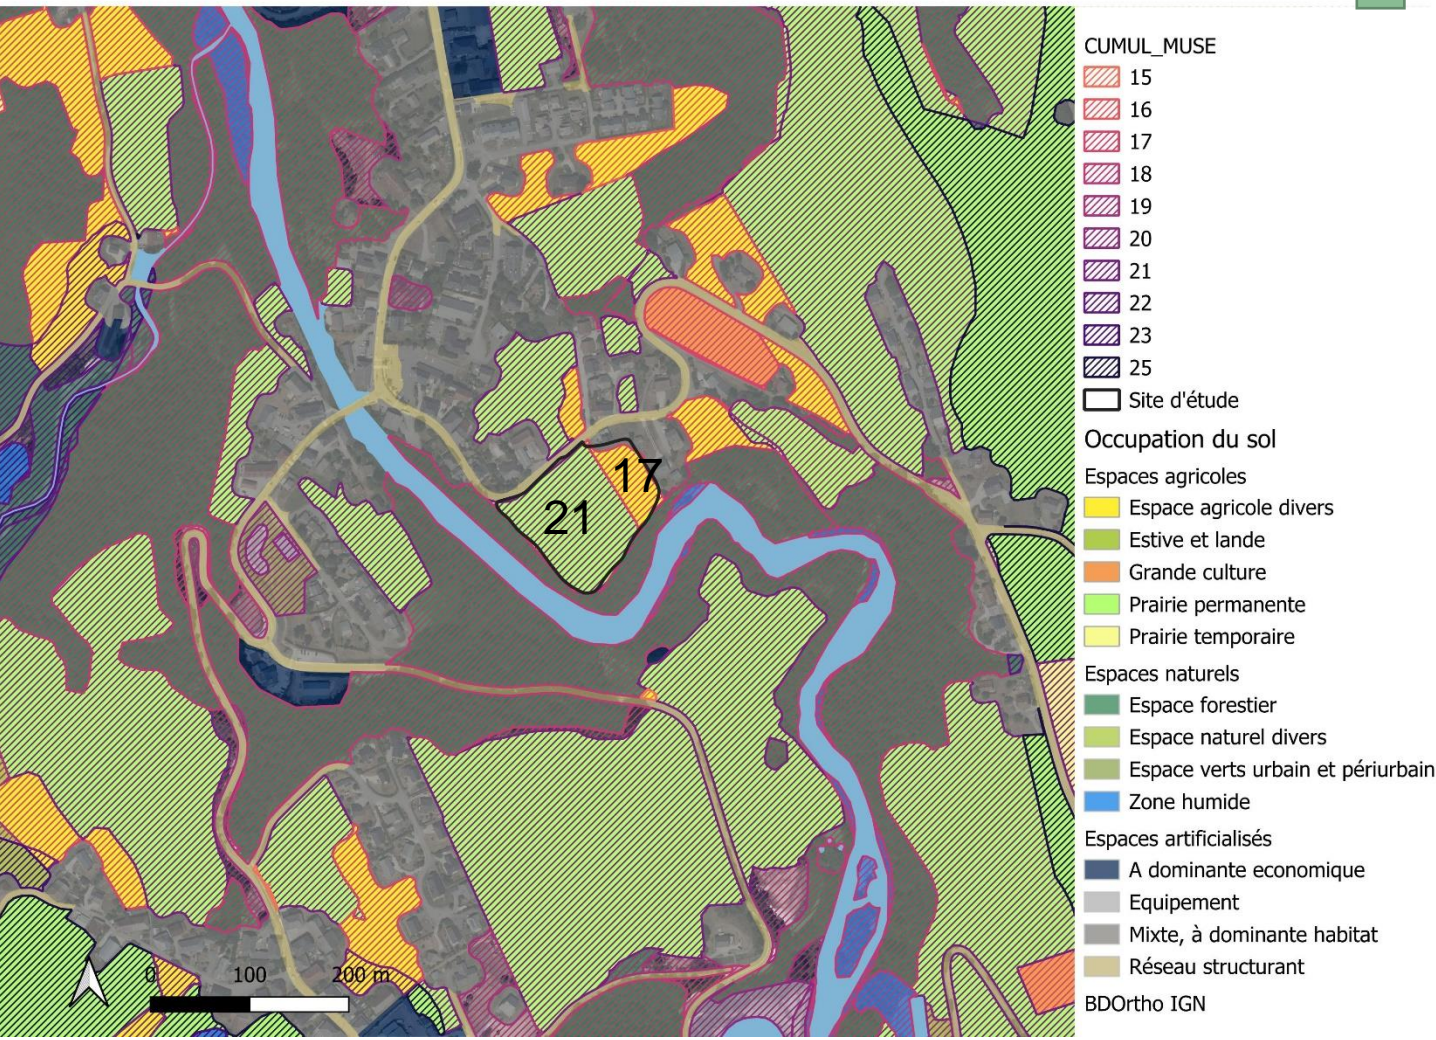 17
21
0 100 200 m
CUMUL_MUSE
15
16
17
18
19
20
21
22
23
25
Site d'étude
Occupation du sol
Espaces agricoles
Espace agricole divers
Estive et lande
Grande culture
Prairie permanente
Prairie temporaire
Espaces naturels
Espace forestier
Espace naturel divers
Espace verts urbain et périurbain
Zone humide
Espaces artificialisés
A dominante economique
Equipement
Mixte, à dominante habitat
Réseau structurant
BDOrtho IGN